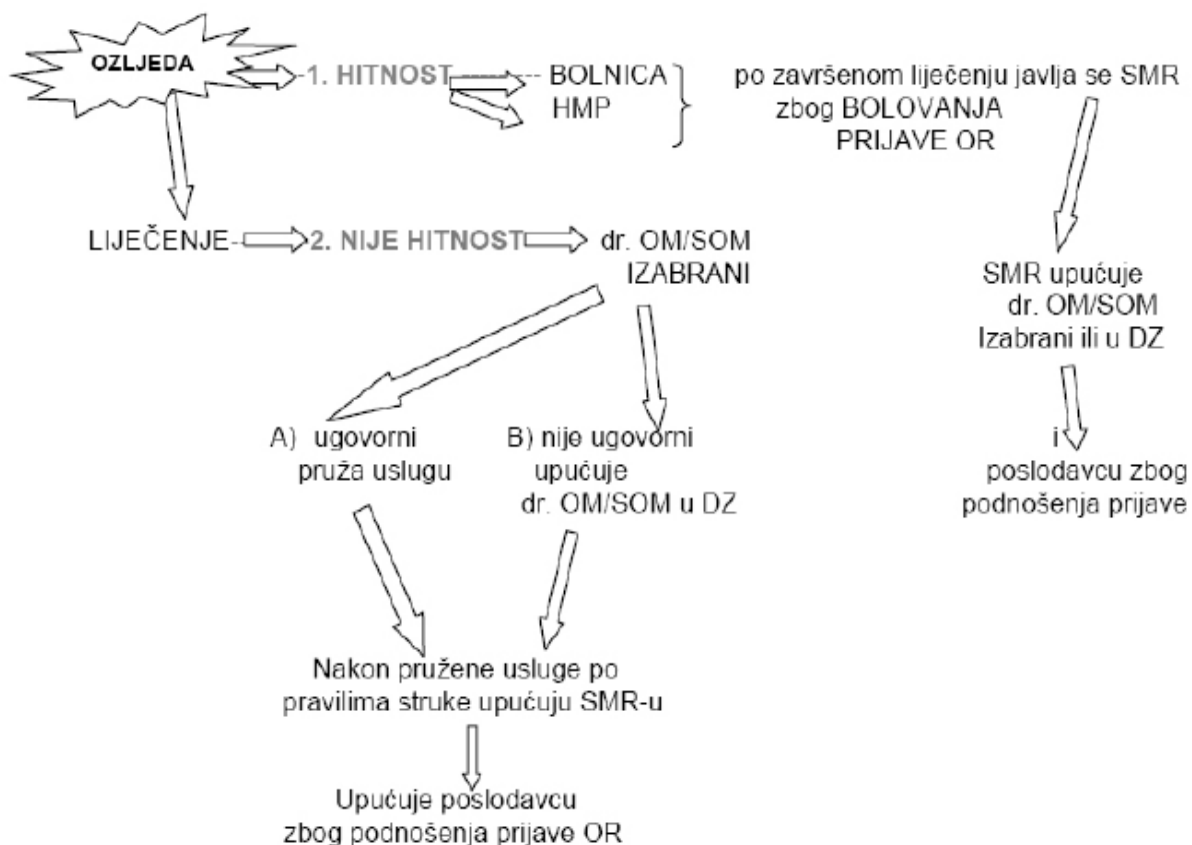 OZLJEDA
1. HITNOST
BOLNICA
HMP
po završenom liječenju javlja se SMR
zbog BOLOVANJA
PRIJAVE OR
LIJEČENJE
2. NIJE HITNOST
dr. OM/SOM
IZABRANI
SMR upućuje
dr. OM/SOM
Izabrani ili u DZ
A) ugovorni
pruža uslugu
B) nije ugovorni
upućuje
dr. OM/SOM u DZ
i
poslodavcu zbog
podnošenja prijave
Nakon pružene usluge po
pravilima struke upućuju SMR-u
Upućuje poslodavcu
zbog podnošenja prijave OR